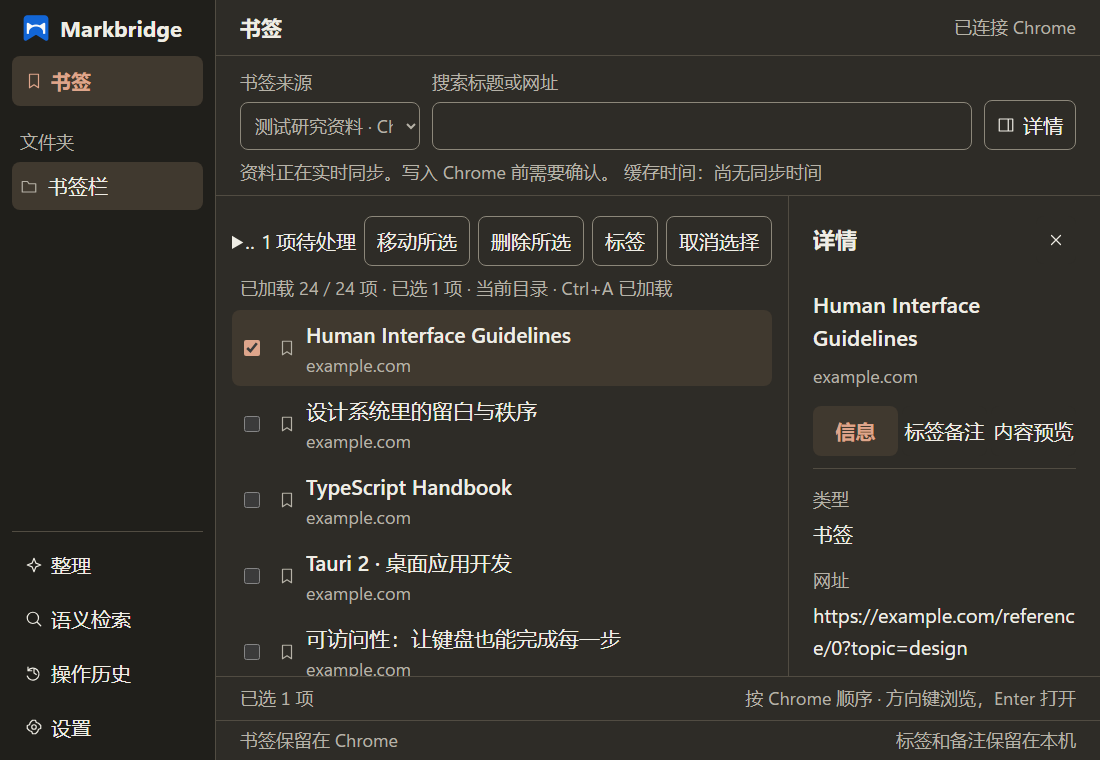 Markbridge
书签
文件夹
书签栏
整理
语义检索
操作历史
设置
书签
已连接 Chrome
书签来源
搜索标题或网址
测试研究资料 · Ch
详情
资料正在实时同步。写入 Chrome 前需要确认。 缓存时间：尚无同步时间
▶.. 1 项待处理
移动所选
删除所选
标签
取消选择
已加载 24 / 24 项 · 已选 1 项 · 当前目录 · Ctrl+A 已加载
Human Interface Guidelines
example.com
设计系统里的留白与秩序
example.com
TypeScript Handbook
example.com
Tauri 2 · 桌面应用开发
example.com
可访问性：让键盘也能完成每一步
example.com
详情
Human Interface
Guidelines
example.com
信息
标签备注
内容预览
类型
书签
网址
https://example.com/referenc
e/0?topic=design
已选 1 项
按 Chrome 顺序 · 方向键浏览，Enter 打开
书签保留在 Chrome
标签和备注保留在本机